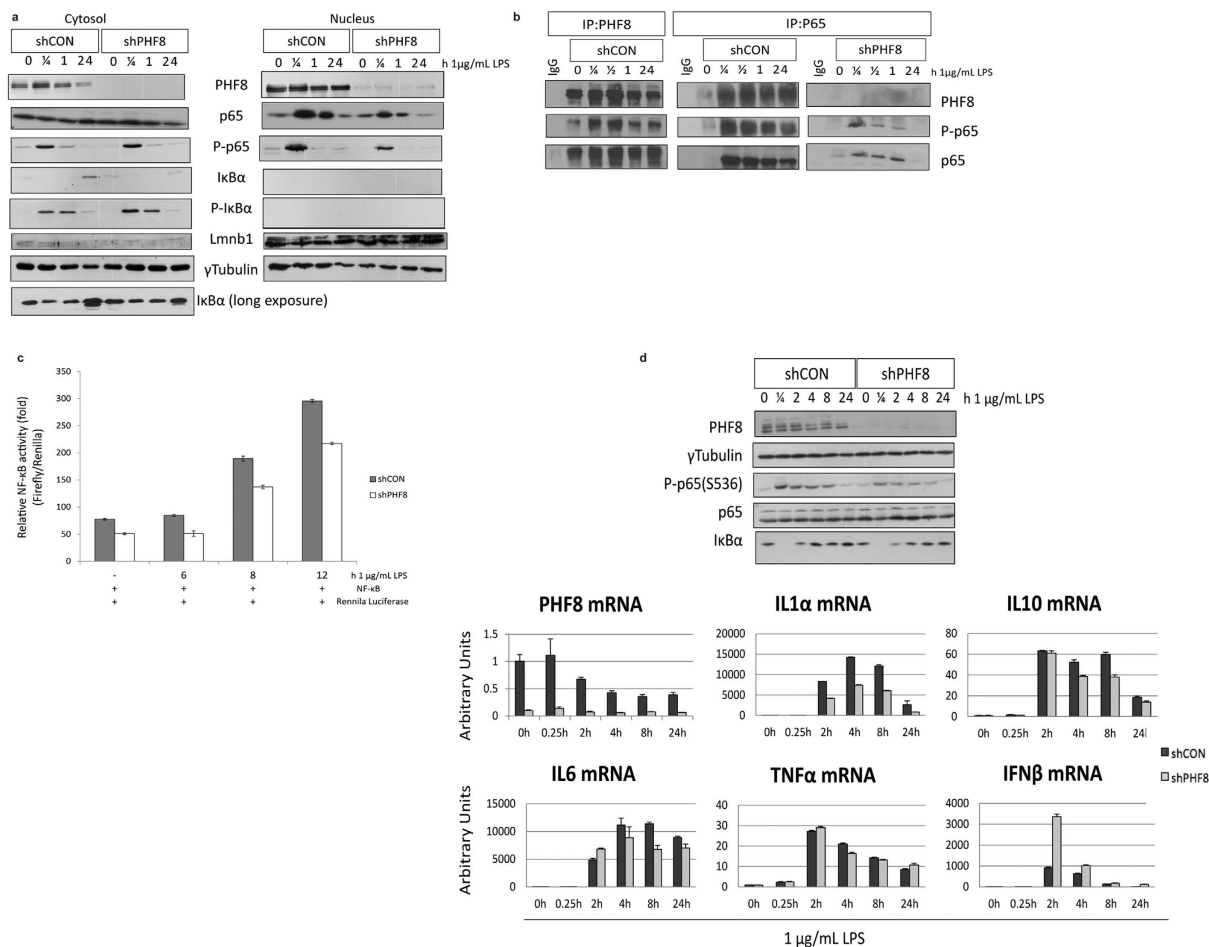 a
Cytosol
Nucleus
shCON shPHF8
shCON shPHF8
0 ¼ 1 24 0 ¼ 1 24
0 ¼ 1 24 0 ¼ 1 24 h 1µg/mL LPS
PHF8
p65
P-p65
IκBα
P-IκBα
Lmnb1
γTubulin
IκBα (long exposure)
b
IP:PHF8 IP:P65
shCON shCON shPHF8
IgG 0 ¼ ½ 1 24
IgG 0 ¼ ½ 1 24
IgG 0 ¼ ½ 1 24
h 1µg/mL LPS
PHF8
P-p65
p65
c
Relative NF-κB activity (fold)
(Firefly/Renilla)
350
300
250
200
150
100
50
0
shCON
shPHF8
- 6 8 12 h 1 µg/mL LPS
+ + + + NF-κB
+ + + + Rennila Luciferase
d
shCON shPHF8
0 ¼ 2 4 8 24 0 ¼ 2 4 8 24 h 1 µg/mL LPS
PHF8
γTubulin
P-p65(S536)
p65
IκBα
PHF8 mRNA
Arbitrary Units
1.5
1
0.5
0
0h 0.25h 2h 4h 8h 24h
IL1α mRNA
20000
15000
10000
5000
0
0h 0.25h 2h 4h 8h 24h
IL10 mRNA
60
40
20
0
0h 0.25h 2h 4h 8h 24h
shCON
shPHF8
IL6 mRNA
Arbitrary Units
15000
10000
5000
0
0h 0.25h 2h 4h 8h 24h
TNFα mRNA
40
30
20
10
0
0h 0.25h 2h 4h 8h 24h
IFNβ mRNA
4000
3000
2000
1000
0
0h 0.25h 2h 4h 8h 24h
1 µg/mL LPS